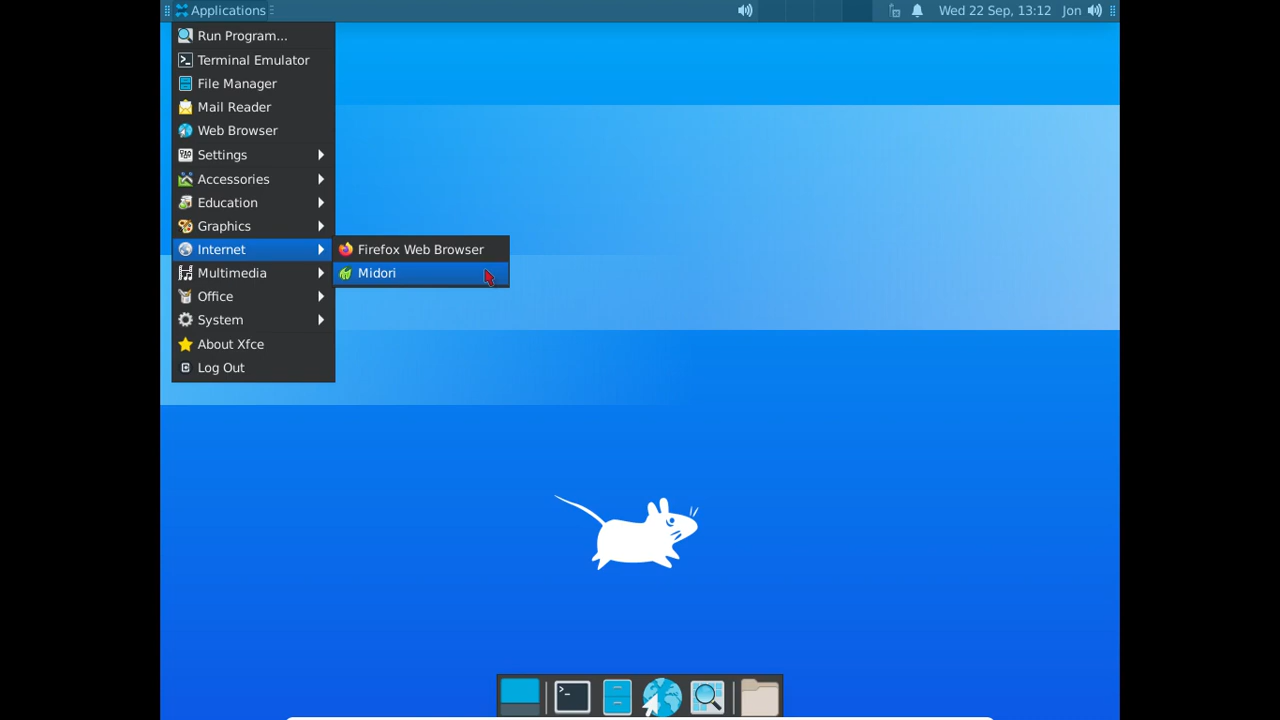 Applications
Wed 22 Sep, 13:12
Jon
Run Program...
Terminal Emulator
File Manager
Mail Reader
Web Browser
Settings
Accessories
Education
Graphics
Internet
Firefox Web Browser
Multimedia
Midori
Office
System
About Xfce
Log Out